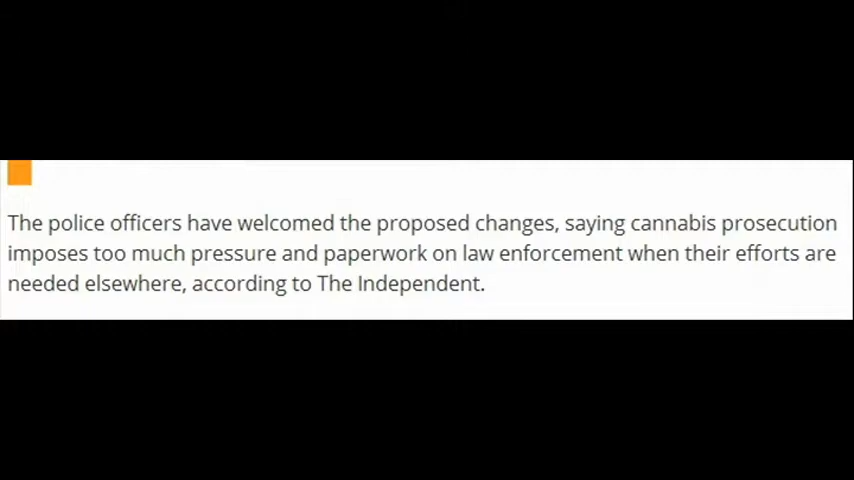 The police officers have welcomed the proposed changes, saying cannabis prosecution
imposes too much pressure and paperwork on law enforcement when their efforts are
needed elsewhere, according to The Independent.